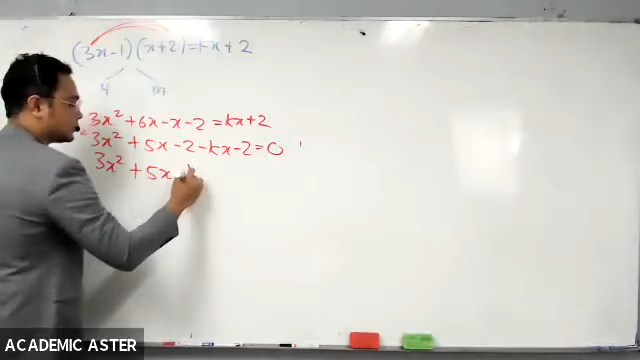 (3x-1)(x+2)=kx+2
4 m
3x²+6x-x-2=kx+2
3x²+5x-2-kx-2=0
3x²+5x
ACADEMIC ASTER